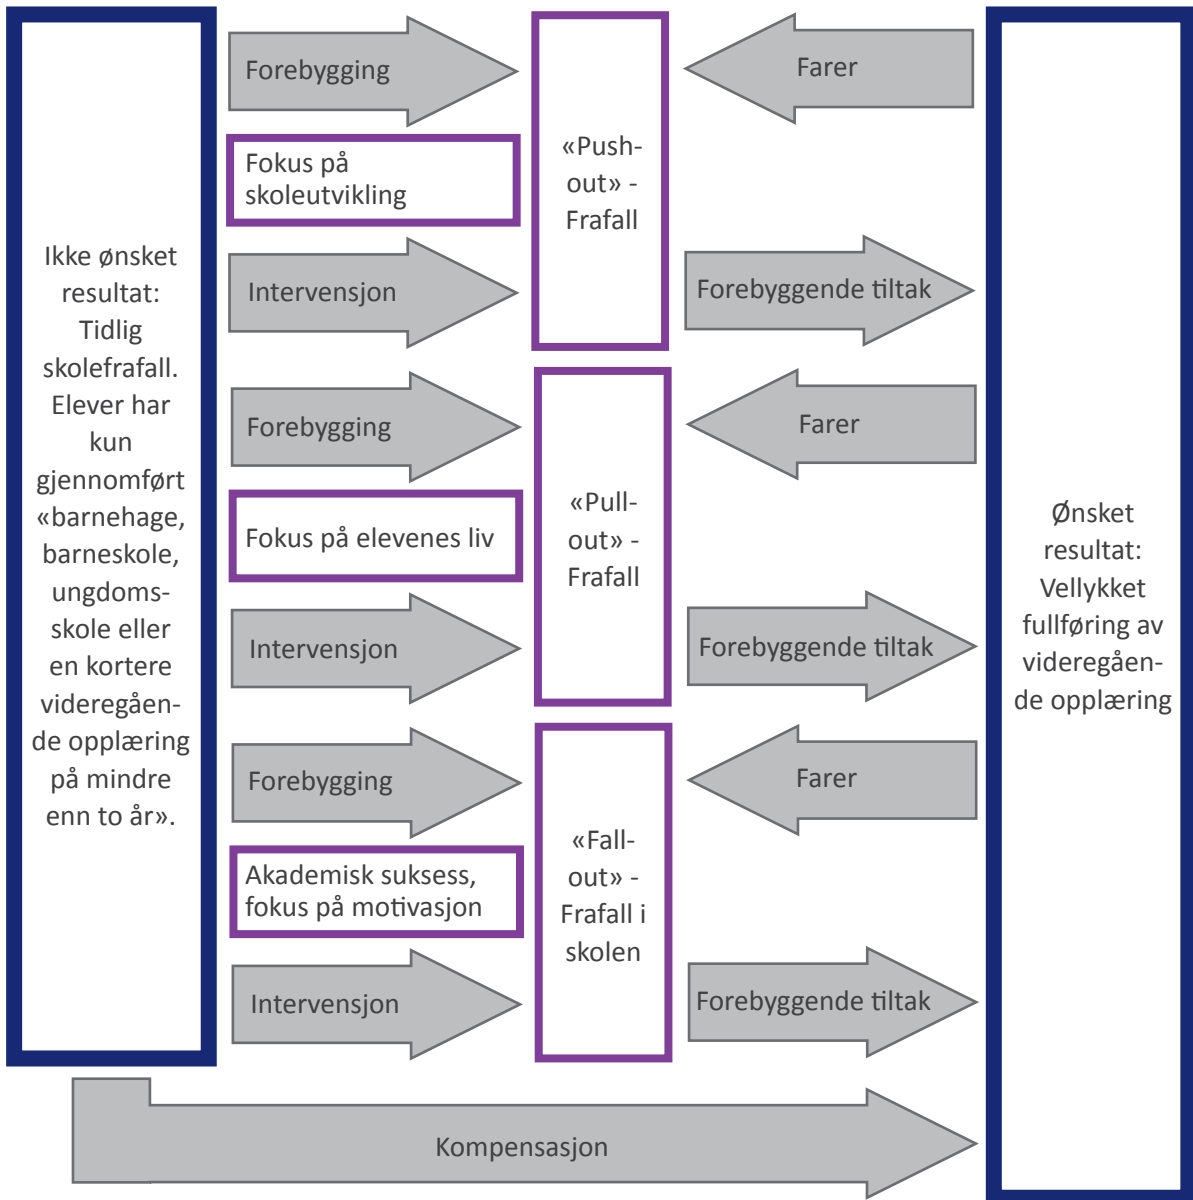 Ikke ønsket
resultat:
Tidlig
skolefrafall.
Elever har
kun
gjennomført
«barnehage,
barneskole,
ungdoms-
skole eller
en kortere
videregåen-
de opplæring
på mindre
enn to år».
Forebygging
Fokus på
skoleutvikling
Intervensjon
«Push-
out» -
Frafall
Farer
Forebyggende tiltak
Forebygging
Fokus på elevenes liv
Intervensjon
«Pull-
out» -
Frafall
Farer
Forebyggende tiltak
Forebygging
Akademisk suksess,
fokus på motivasjon
Intervensjon
«Fall-
out» -
Frafall i
skolen
Farer
Forebyggende tiltak
Ønsket
resultat:
Vellykket
fullføring av
videregåen-
de opplæring
Kompensasjon